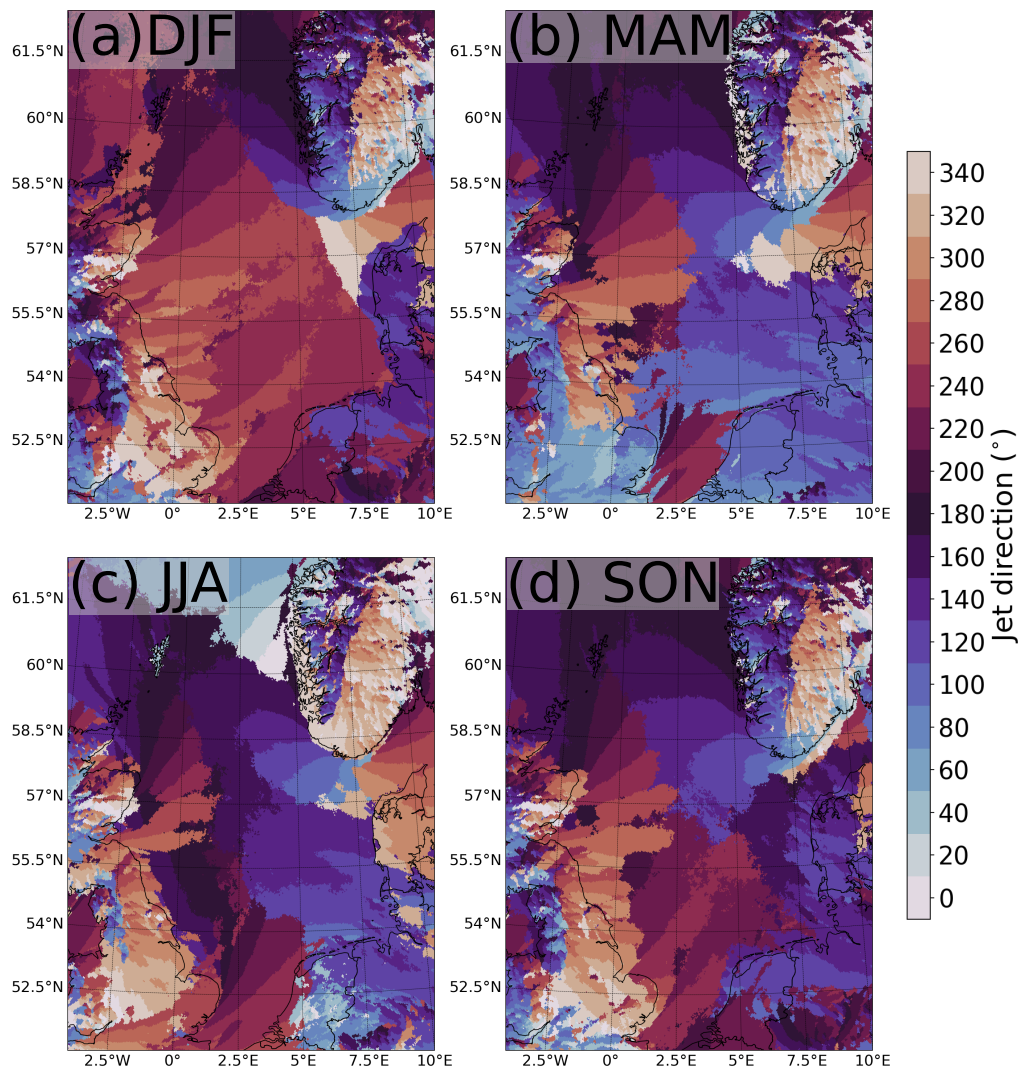 (a)DJF
(b) MAM
61.5°N
60°N
58.5°N
57°N
55.5°N
54°N
52.5°N
2.5°W
0°
2.5°E
5°E
7.5°E
10°E
61.5°N
60°N
58.5°N
57°N
55.5°N
54°N
52.5°N
2.5°W
0°
2.5°E
5°E
7.5°E
10°E
(c) JJA
(d) SON
61.5°N
60°N
58.5°N
57°N
55.5°N
54°N
52.5°N
2.5°W
0°
2.5°E
5°E
7.5°E
10°E
61.5°N
60°N
58.5°N
57°N
55.5°N
54°N
52.5°N
2.5°W
0°
2.5°E
5°E
7.5°E
10°E
340
320
300
280
260
240
220
200
180
160
140
120
100
80
60
40
20
0
Jet direction (°)